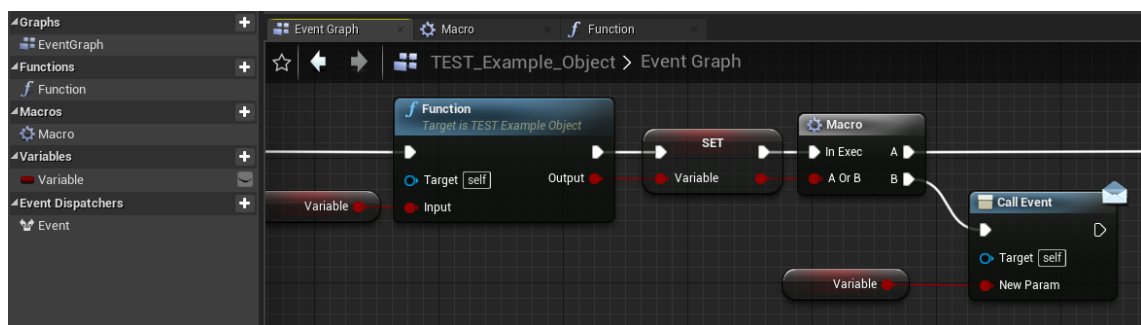 Graphs
EventGraph
Functions
Function
Macros
Macro
Variables
Variable
Event Dispatchers
Event
Event Graph
Macro
Function
TEST_Example_Object > Event Graph
Function
Target is TEST Example Object
Target self
Output
Input
Variable
SET
Variable
Macro
In Exec A
A Or B B
Call Event
Target self
New Param
Variable